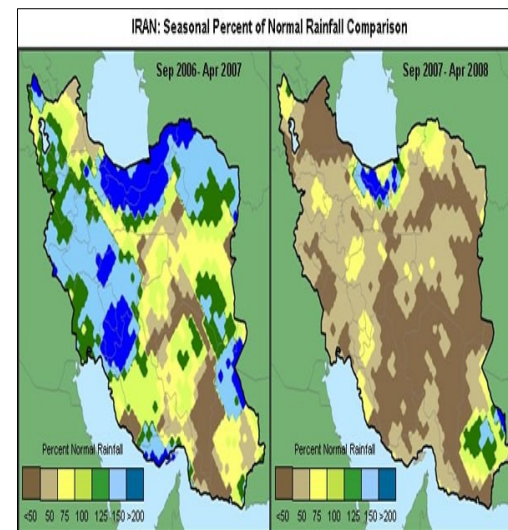 IRAN: Seasonal Percent of Normal Rainfall Comparison
Sep 2006- Apr 2007
Sep 2007- Apr 2008
Percent Normal Rainfall
<50 50 75 100 125 150 >200
Percent Normal Rainfall
<50 50 75 100 125 150 >200